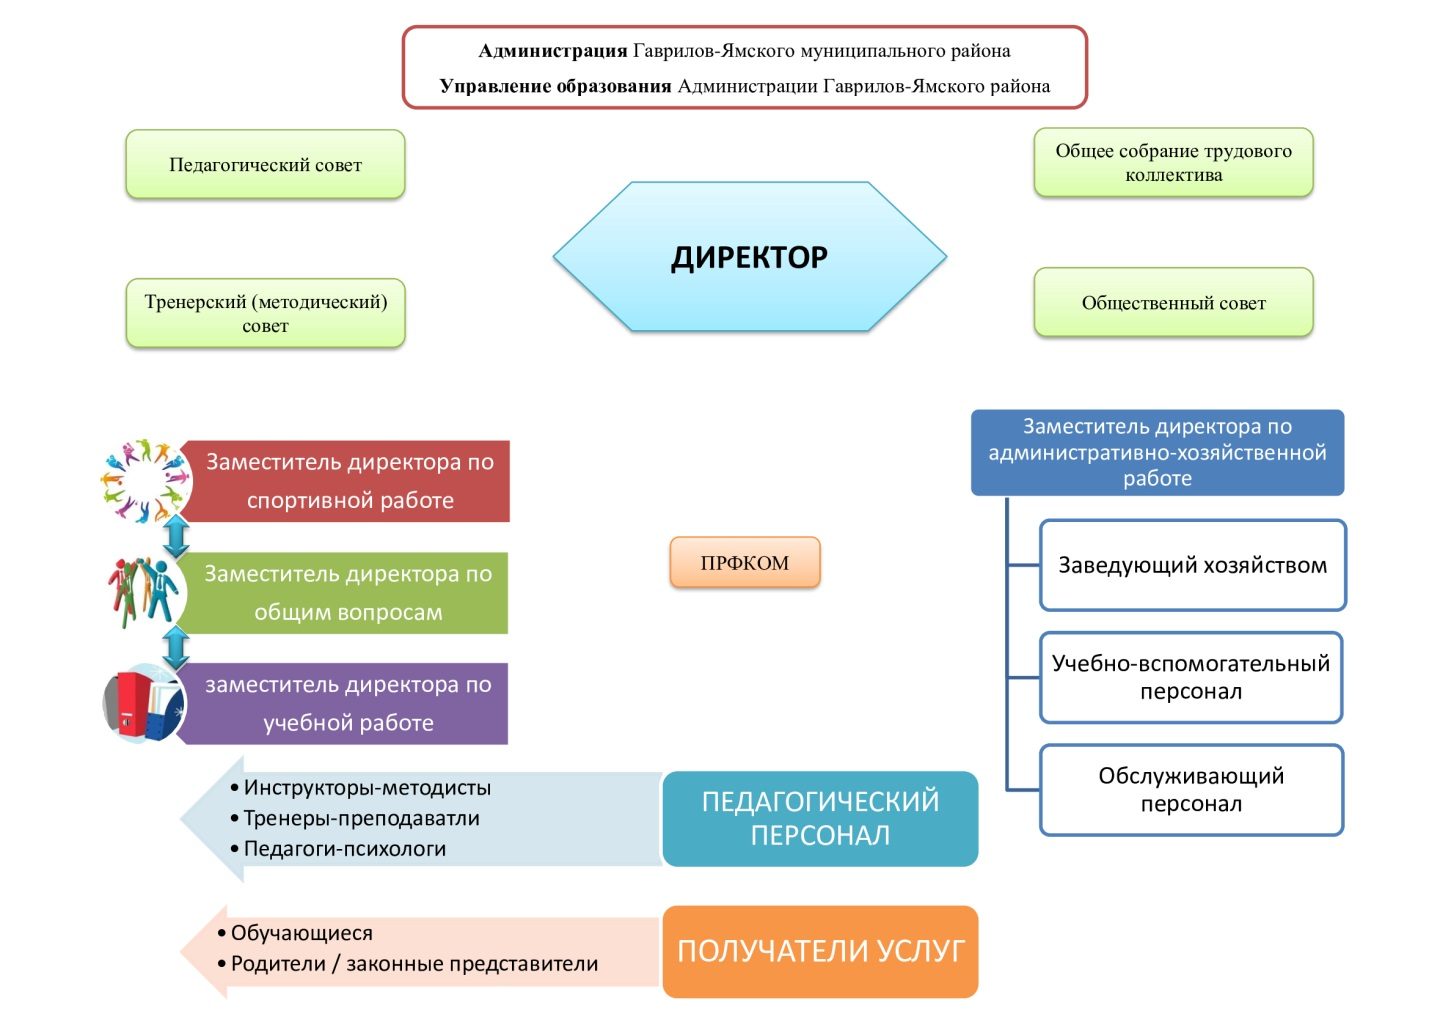 Администрация Гаврилов-Ямского муниципального района
Управление образования Администрации Гаврилов-Ямского района
Педагогический совет
Общее собрание трудового
коллектива
ДИРЕКТОР
Тренерский (методический)
совет
Общественный совет
Заместитель директора по
спортивной работе
Заместитель директора по
общим вопросам
заместитель директора по
учебной работе
ПРФКОМ
Заместитель директора по
административно-хозяйственной
работе
Заведующий хозяйством
Учебно-вспомогательный
персонал
Обслуживающий
персонал
• Инструкторы-методисты
• Тренеры-преподаватли
• Педагоги-психологи
ПЕДАГОГИЧЕСКИЙ
ПЕРСОНАЛ
• Обучающиеся
• Родители / законные представители
ПОЛУЧАТЕЛИ УСЛУГ